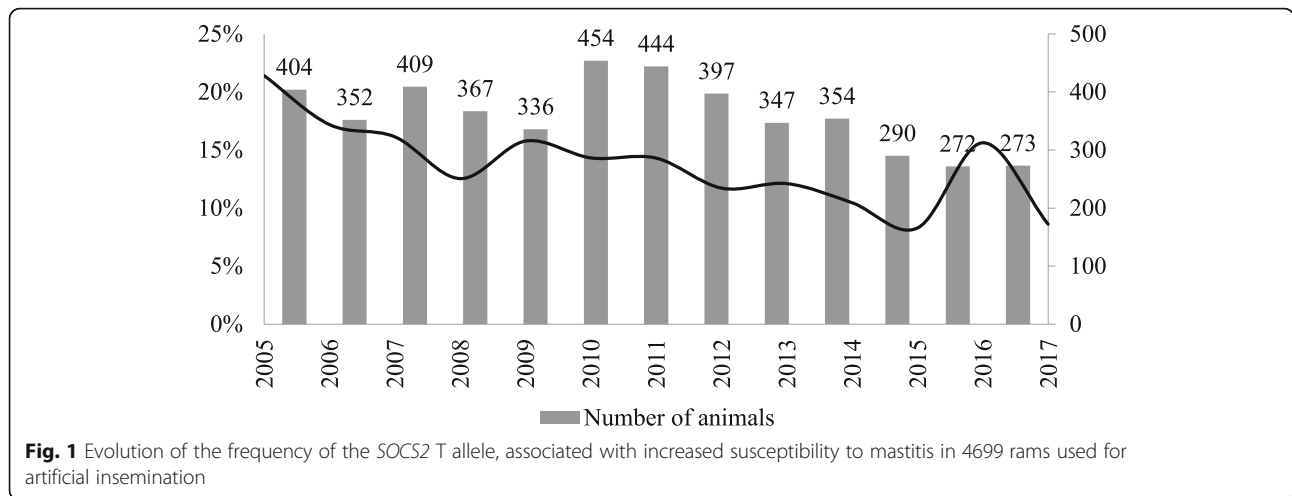 25% 500
404 352 409 367 336 454 444 397 347 354 290 272 273
20% 400
15% 300
10% 200
5% 100
0% 0
2005 2006 2007 2008 2009 2010 2011 2012 2013 2014 2015 2016 2017
Number of animals
Fig. 1 Evolution of the frequency of the SOCS2 T allele, associated with increased susceptibility to mastitis in 4699 rams used for
artificial insemination